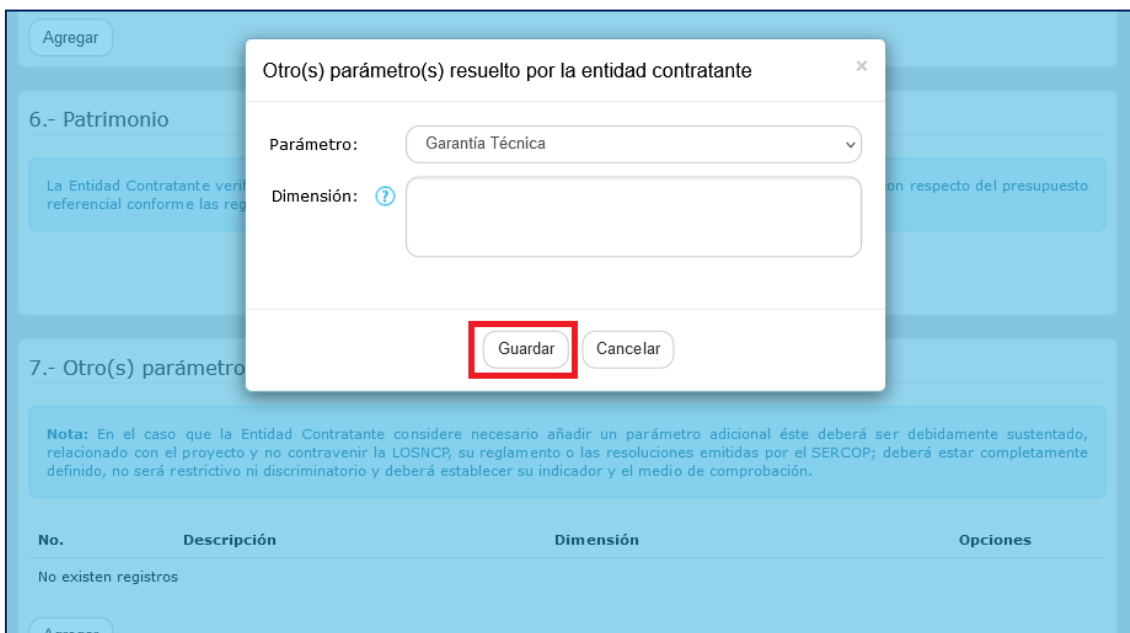 Agregar
Otro(s) parámetro(s) resuelto por la entidad contratante
×
6.- Patrimonio
Parámetro:
Garantía Técnica
La Entidad Contratante verif
on respecto del presupuesto
referencial conforme las reg
Dimensión:
?
Guardar
Cancelar
7.- Otro(s) parámetro
Nota: En el caso que la Entidad Contratante considere necesario añadir un parámetro adicional éste deberá ser debidamente sustentado,
relacionado con el proyecto y no contravenir la LOSNCP, su reglamento o las resoluciones emitidas por el SERCOP; deberá estar completamente
definido, no será restrictivo ni discriminatorio y deberá establecer su indicador y el medio de comprobación.
No. Descripción Dimensión Opciones
No existen registros
Agregar